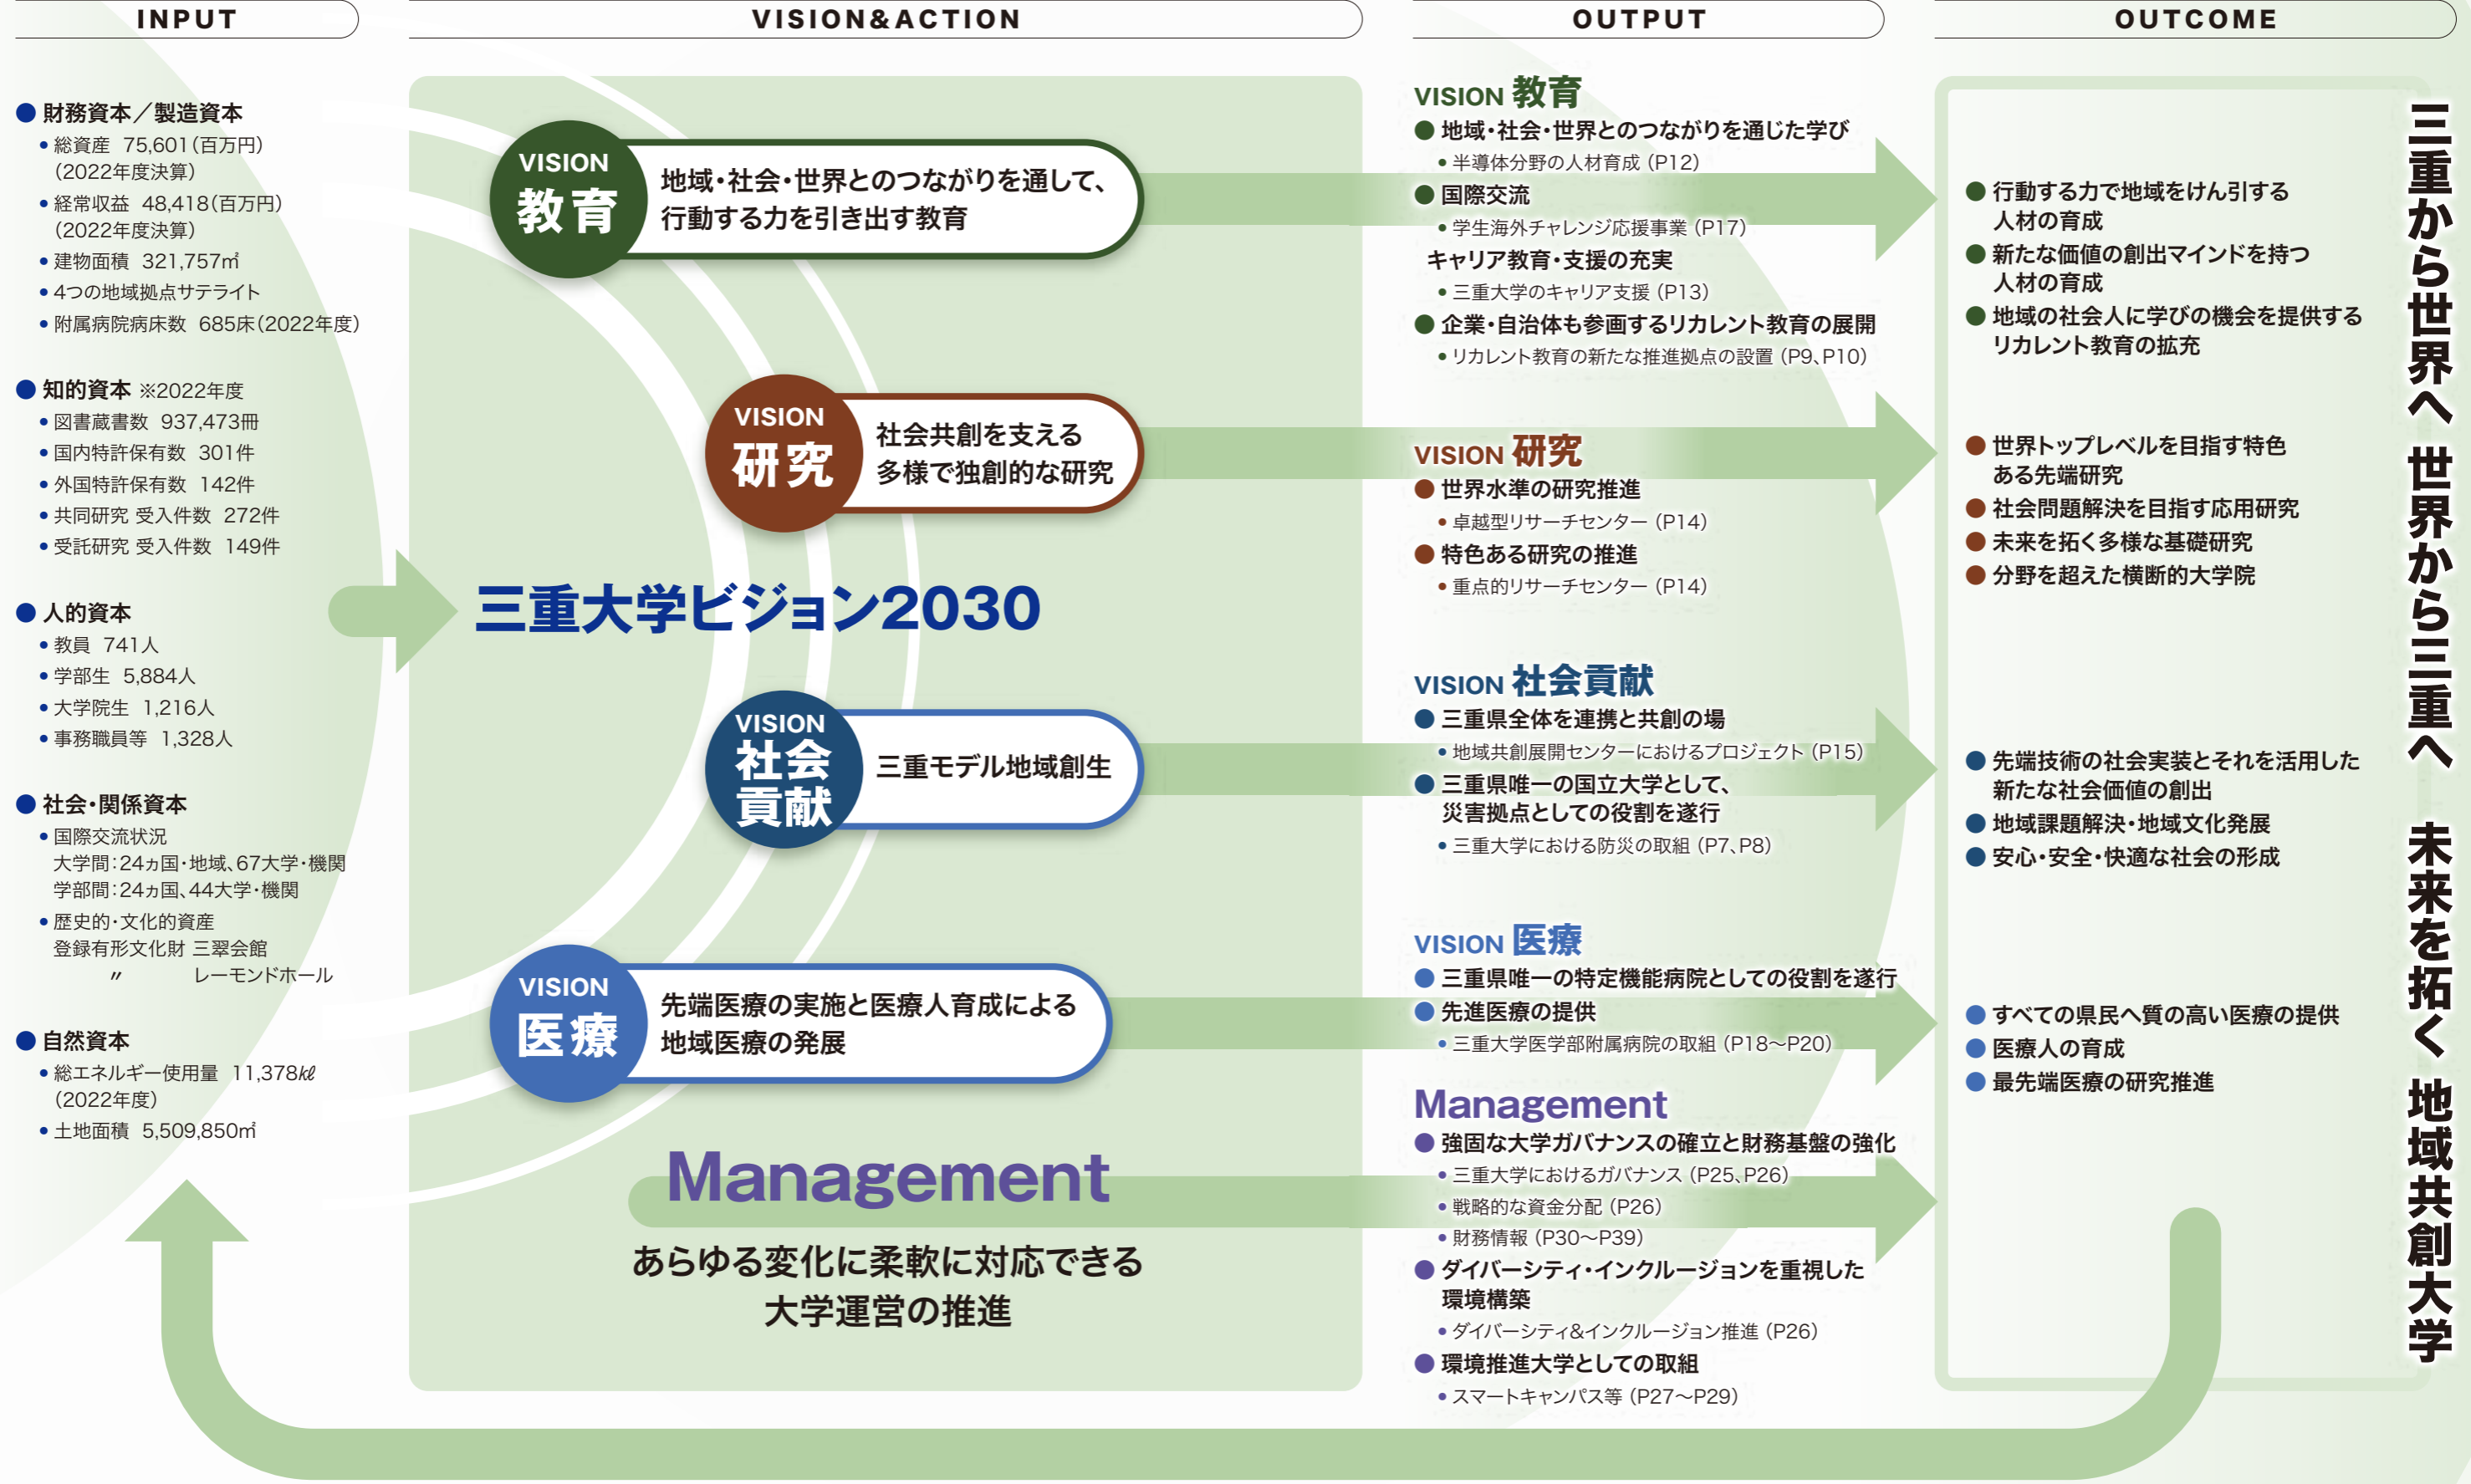 INPUT
● 財務資本／製造資本
• 総資産 75,601(百万円)
(2022年度決算)
• 経常収益 48,418(百万円)
(2022年度決算)
• 建物面積 321,757㎡
• 4つの地域拠点サテライト
• 附属病院病床数 685床(2022年度)
● 知的資本 ※2022年度
• 図書蔵書数 937,473冊
• 国内特許保有数 301件
• 外国特許保有数 142件
• 共同研究 受入件数 272件
• 受託研究 受入件数 149件
● 人的資本
• 教員 741人
• 学部生 5,884人
• 大学院生 1,216人
• 事務職員等 1,328人
● 社会・関係資本
• 国際交流状況
大学間:24ヵ国・地域、67大学・機関
学部間:24ヵ国、44大学・機関
• 歴史的・文化的資産
登録有形文化財 三翠会館
〃 レーモンドホール
● 自然資本
• 総エネルギー使用量 11,378㎘
(2022年度)
• 土地面積 5,509,850㎡
VISION&ACTION
VISION
教育
地域・社会・世界とのつながりを通して、
行動する力を引き出す教育
VISION
研究
社会共創を支える
多様で独創的な研究
三重大学ビジョン2030
VISION
社会
貢献
三重モデル地域創生
VISION
医療
先端医療の実施と医療人育成による
地域医療の発展
Management
あらゆる変化に柔軟に対応できる
大学運営の推進
OUTPUT
VISION 教育
● 地域・社会・世界とのつながりを通じた学び
• 半導体分野の人材育成 (P12)
● 国際交流
• 学生海外チャレンジ応援事業 (P17)
キャリア教育・支援の充実
• 三重大学のキャリア支援 (P13)
● 企業・自治体も参画するリカレント教育の展開
• リカレント教育の新たな推進拠点の設置 (P9、P10)
VISION 研究
● 世界水準の研究推進
• 卓越型リサーチセンター (P14)
● 特色ある研究の推進
• 重点的リサーチセンター (P14)
VISION 社会貢献
● 三重県全体を連携と共創の場
• 地域共創展開センターにおけるプロジェクト (P15)
● 三重県唯一の国立大学として、
災害拠点としての役割を遂行
• 三重大学における防災の取組 (P7、P8)
VISION 医療
● 三重県唯一の特定機能病院としての役割を遂行
● 先進医療の提供
• 三重大学医学部附属病院の取組 (P18〜P20)
Management
● 強固な大学ガバナンスの確立と財務基盤の強化
• 三重大学におけるガバナンス (P25、P26)
• 戦略的な資金分配 (P26)
• 財務情報 (P30〜P39)
● ダイバーシティ・インクルージョンを重視した
環境構築
• ダイバーシティ&インクルージョン推進 (P26)
● 環境推進大学としての取組
• スマートキャンパス等 (P27〜P29)
OUTCOME
● 行動する力で地域をけん引する
人材の育成
● 新たな価値の創出マインドを持つ
人材の育成
● 地域の社会人に学びの機会を提供する
リカレント教育の拡充
● 世界トップレベルを目指す特色
ある先端研究
● 社会問題解決を目指す応用研究
● 未来を拓く多様な基礎研究
● 分野を超えた横断的大学院
● 先端技術の社会実装とそれを活用した
新たな社会価値の創出
● 地域課題解決・地域文化発展
● 安心・安全・快適な社会の形成
● すべての県民へ質の高い医療の提供
● 医療人の育成
● 最先端医療の研究推進
三重から世界へ 世界から三重へ 未来を拓く 地域共創大学